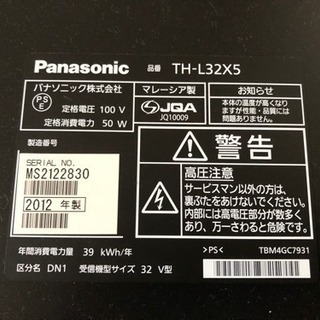 Panasonic 品番 TH-L32X5
パナソニック株式会社
PS
E
定格電圧 100 V
定格消費電力 50 W
マレーシア製
JQA
JQ10009
お知らせ
本体の温度が高くなり
ますが性能・品質には
問題ありません。
製造番号
SERIAL NO.
MS2122830
2012 年製
警告
高圧注意
サービスマン以外の方は、
裏ぶたをあけないでください。
内部には高電圧部分が数多く
あり、万一さわると危険です。
年間消費電力量 39 kWh/年
区分名 DN1 受信機型サイズ 32 V型
>PS< TBM4GC7931